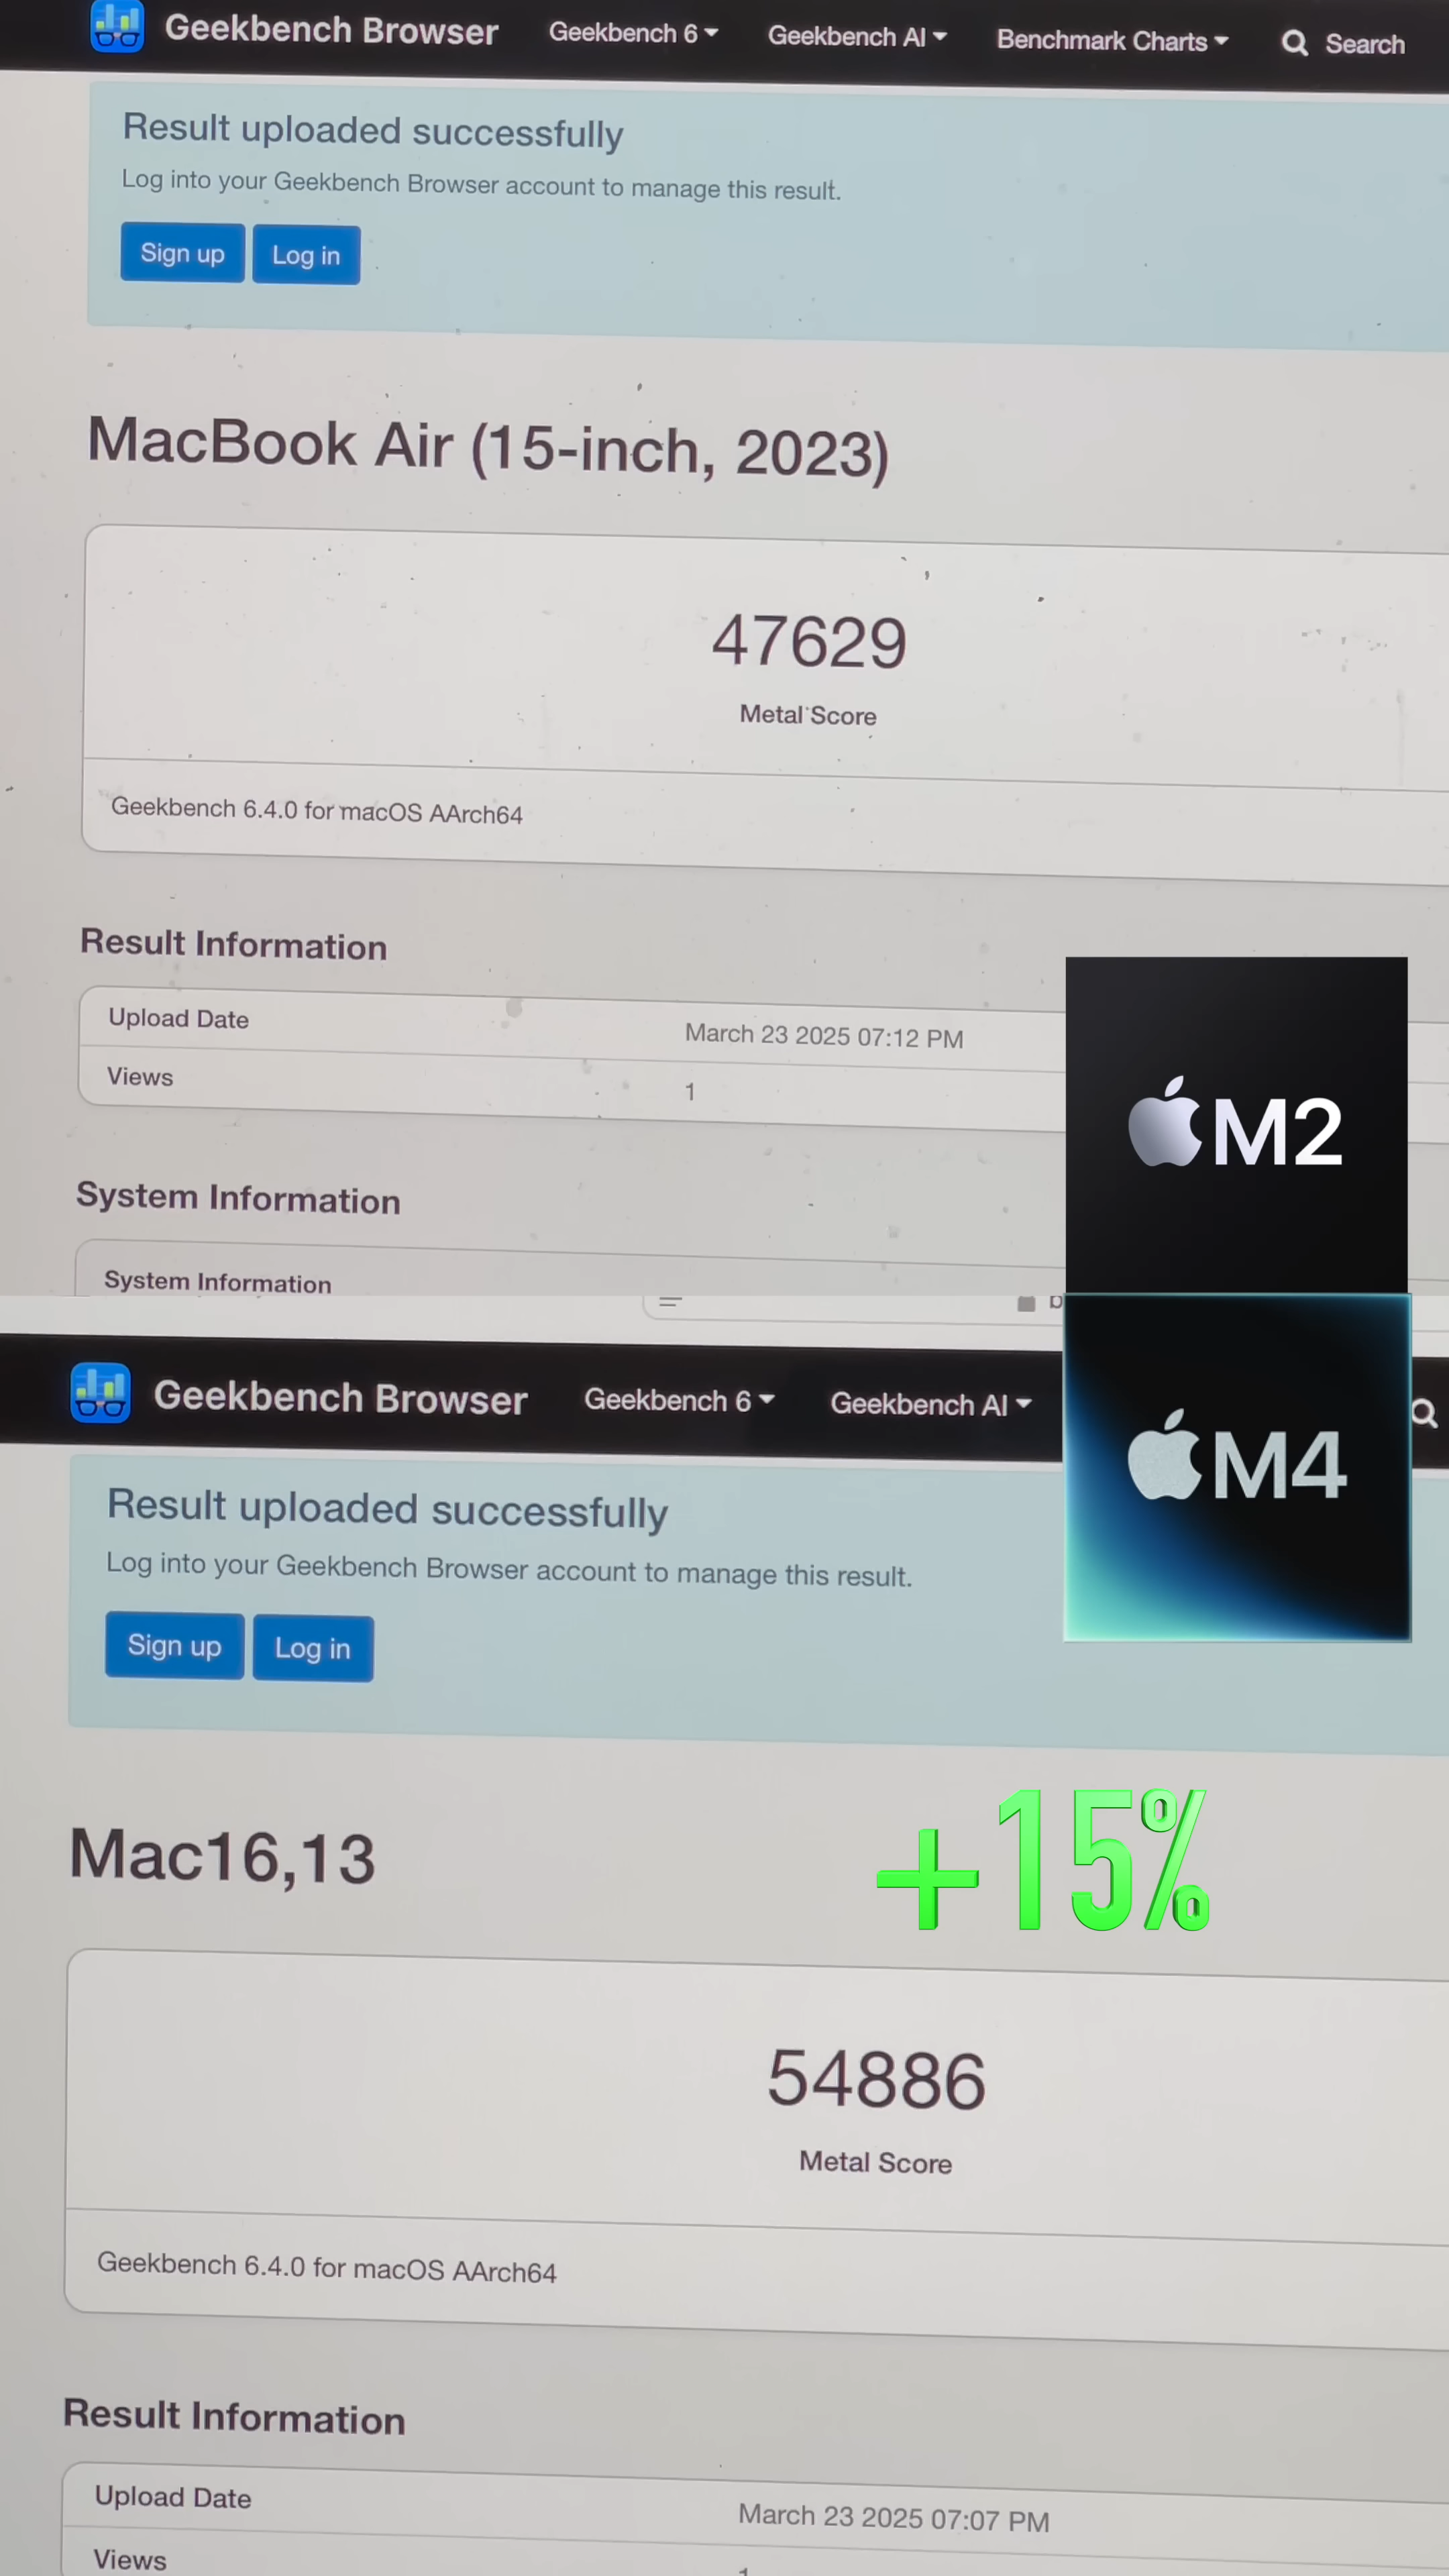 Geekbench Browser Geekbench 6 Geekbench AI Benchmark Charts Search
Result uploaded successfully
Log into your Geekbench Browser account to manage this result.
Sign up Log in
MacBook Air (15-inch, 2023)
47629
Metal Score
Geekbench 6.4.0 for macOS AArch64
Result Information
Upload Date March 23 2025 07:12 PM
Views 1
M2
System Information
System Information
Geekbench Browser Geekbench 6 Geekbench AI
M4
Result uploaded successfully
Log into your Geekbench Browser account to manage this result.
Sign up Log in
+15%
Mac16,13
54886
Metal Score
Geekbench 6.4.0 for macOS AArch64
Result Information
Upload Date March 23 2025 07:07 PM
Views